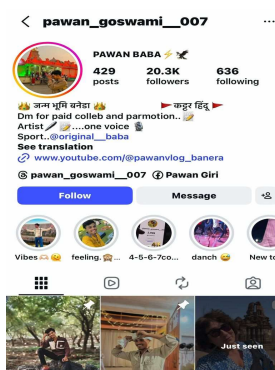 pawan_goswami__007
PAWAN BABA⚡🦅
429 20.3K 636
posts followers following
👑 जन्म भूमि बनेडा 👑 🚩 कट्टर हिंदू 🚩
Dm for paid colleb and parmotion..📝
Artist🖊️📝....one voice 🎙️
Sport..@original__baba
See translation
www.youtube.com/@pawanvlog_banera
pawan_goswami__007 Pawan Giri
Follow Message
Vibes🫶🏻😊 feeling.🙈... 4-5-6-7co... danch 😅 New to
Just seen